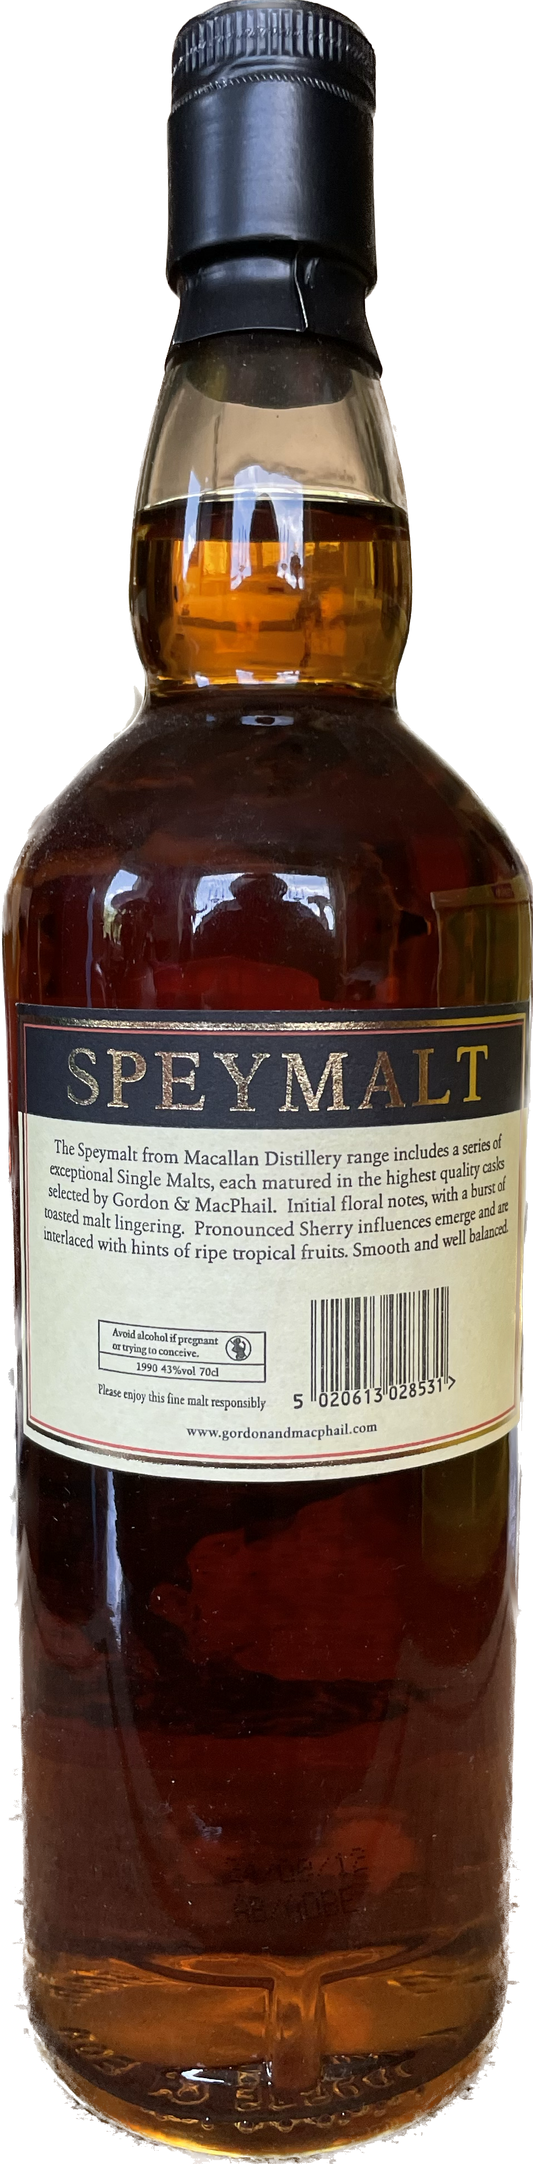 SPEYMALT
The Speymalt from Macallan Distillery range includes a series of
exceptional Single Malts, each matured in the highest quality casks
selected by Gordon & MacPhail. Initial floral notes, with a burst of
toasted malt lingering. Pronounced Sherry influences emerge and are
interlaced with hints of ripe tropical fruits. Smooth and well balanced.
Avoid alcohol if pregnant
or trying to conceive.
1990 43%vol 70cl
Please enjoy this fine malt responsibly
5 020613 028531 >
www.gordonandmacphail.com